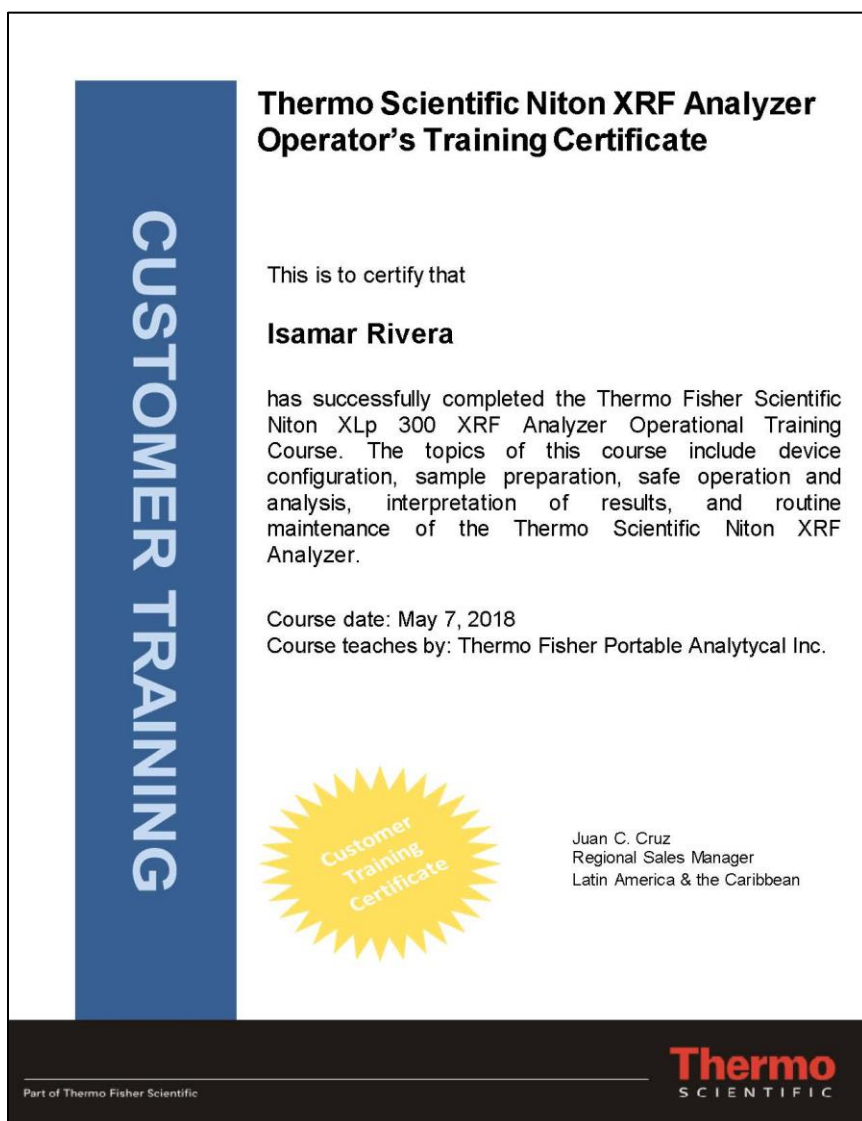 CUSTOMER TRAINING
Thermo Scientific Niton XRF Analyzer
Operator's Training Certificate
This is to certify that
Isamar Rivera
has successfully completed the Thermo Fisher Scientific
Niton XLp 300 XRF Analyzer Operational Training
Course. The topics of this course include device
configuration, sample preparation, safe operation and
analysis, interpretation of results, and routine
maintenance of the Thermo Scientific Niton XRF
Analyzer.
Course date: May 7, 2018
Course teaches by: Thermo Fisher Portable Analytycal Inc.
Customer
Training
Certificate
Juan C. Cruz
Regional Sales Manager
Latin America & the Caribbean
Part of Thermo Fisher Scientific
Thermo
SCIENTIFIC